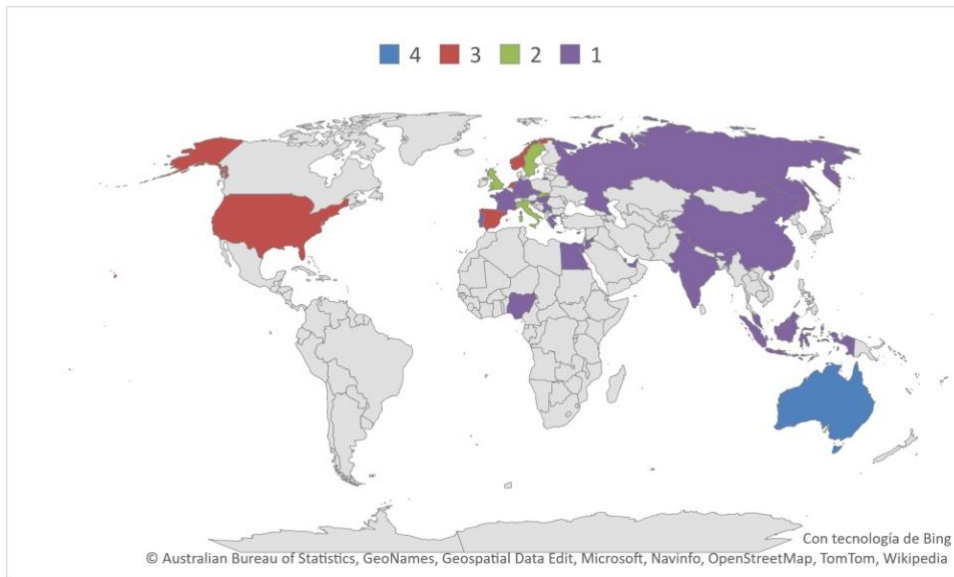 4 3 2 1
Con tecnología de Bing
© Australian Bureau of Statistics, GeoNames, Geospatial Data Edit, Microsoft, Navinfo, OpenStreetMap, TomTom, Wikipedia